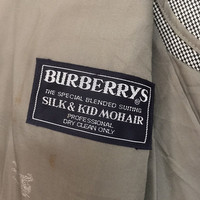 BURBERRYS®
THE SPECIAL BLENDED SUITING
SILK & KID MOHAIR
PROFESSIONAL
DRY CLEAN ONLY